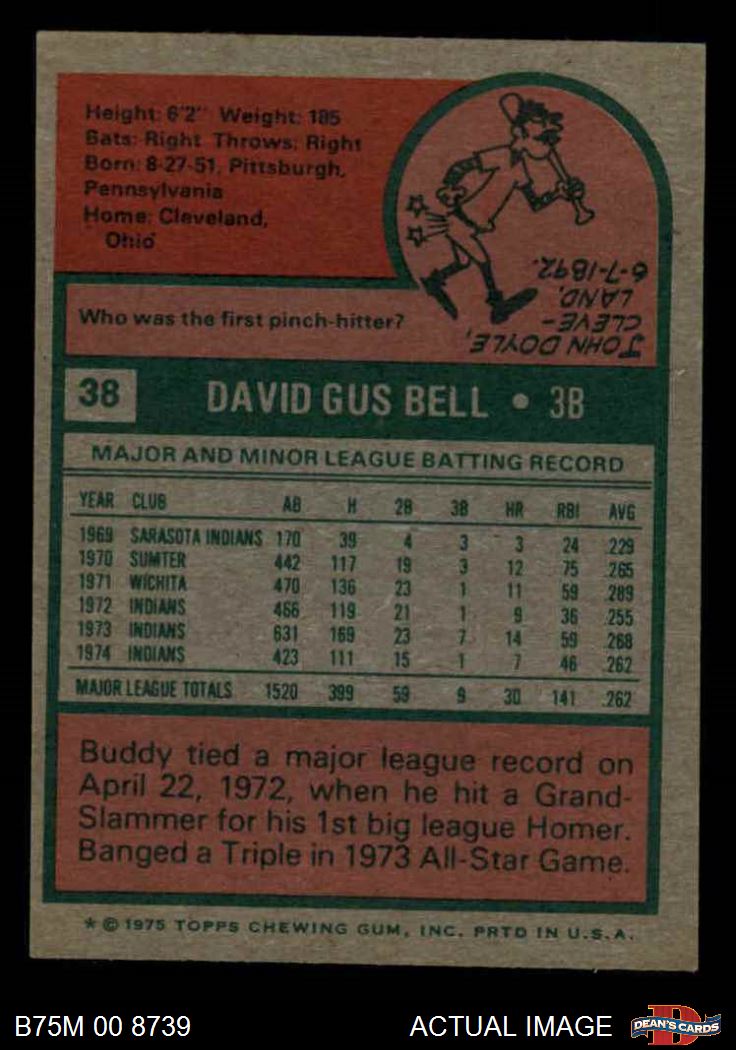 Height: 6'2" Weight: 185
Bats: Right Throws: Right
Born: 8-27-51, Pittsburgh,
Pennsylvania
Home: Cleveland,
Ohio
Who was the first pinch-hitter?
JOHN DOYLE,
CLEVE-
LAND,
6-7-1892.
38 DAVID GUS BELL • 3B
MAJOR AND MINOR LEAGUE BATTING RECORD
YEAR CLUB AB H 2B 3B HR RBI AVG
1969 SARASOTA INDIANS 170 39 4 3 3 24 .229
1970 SUMTER 442 117 19 3 12 75 .265
1971 WICHITA 470 136 23 1 11 59 .289
1972 INDIANS 466 119 21 1 9 36 .255
1973 INDIANS 631 169 23 7 14 59 .268
1974 INDIANS 423 111 15 1 7 46 .262
MAJOR LEAGUE TOTALS 1520 399 59 9 30 141 .262
Buddy tied a major league record on
April 22, 1972, when he hit a Grand-
Slammer for his 1st big league Homer.
Banged a Triple in 1973 All-Star Game.
* © 1975 TOPPS CHEWING GUM, INC. PRTD IN U.S.A.
B75M 00 8739 ACTUAL IMAGE D DEAN'S CARDS